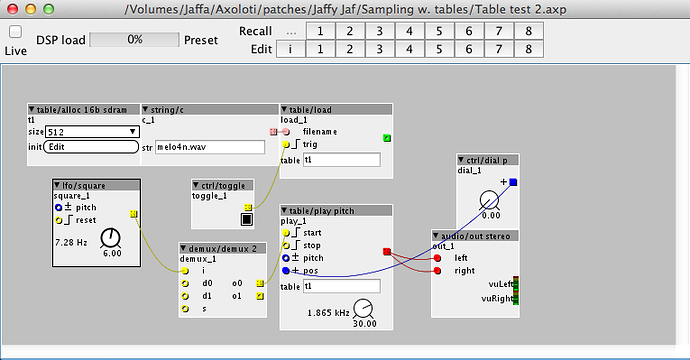 /Volumes/Jaffa/Axoloti/patches/Jaffy Jaf/Sampling w. tables/Table test 2.axp
Live
DSP load 0% Preset
Recall ... 1 2 3 4 5 6 7 8
Edit i 1 2 3 4 5 6 7 8
table/alloc 16b sdram
t1
size 512
init Edit
string/c
c_1
str melo4n.wav
table/load
load_1
filename
trig
table t1
lfo/square
square_1
pitch
reset
7.28 Hz 6.00
ctrl/toggle
toggle_1
demux/demux 2
demux_1
i
d0 o0
d1 o1
s
table/play pitch
play_1
start
stop
pitch
pos
table t1
1.865 kHz 30.00
ctrl/dial p
dial_1
0.00
audio/out stereo
out_1
left
right
vuLeft
vuRight